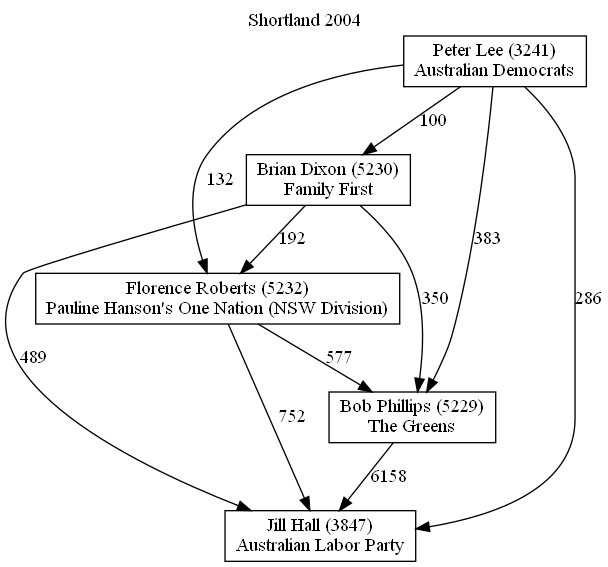 Shortland 2004
Peter Lee (3241)
Australian Democrats
100
Brian Dixon (5230)
Family First
132
192
383
Florence Roberts (5232)
Pauline Hanson's One Nation (NSW Division)
350
286
489
577
Bob Phillips (5229)
The Greens
752
6158
Jill Hall (3847)
Australian Labor Party